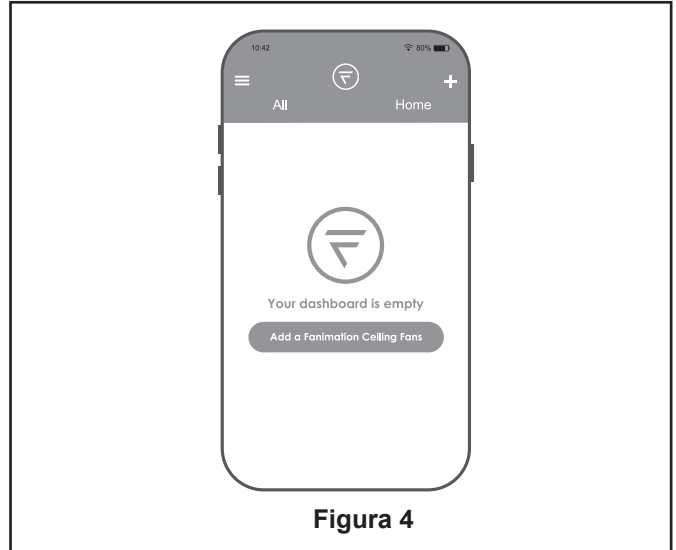 10:42
80%
All
Home
Your dashboard is empty
Add a Fanimation Ceiling Fans
Figura 4